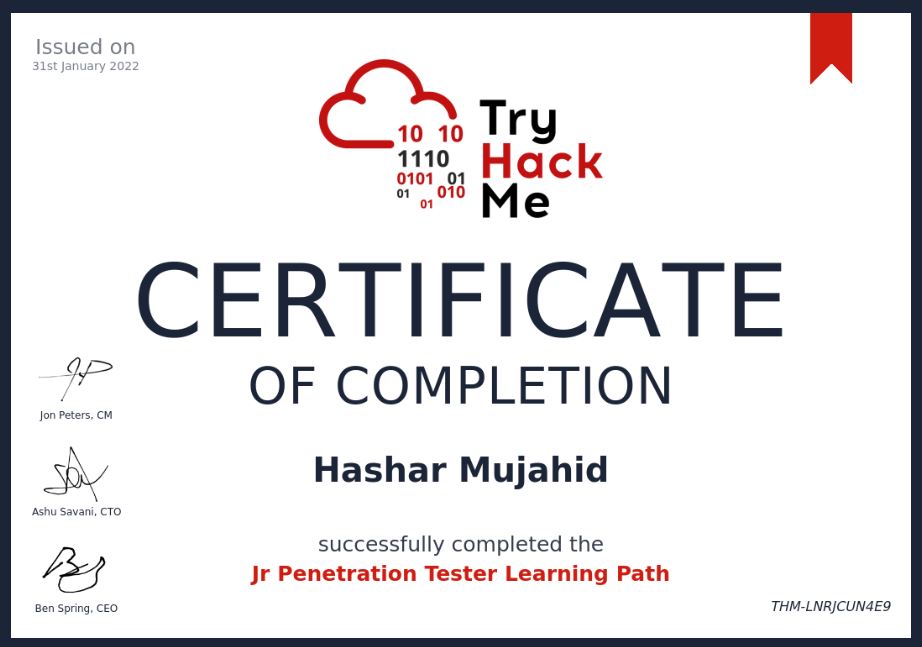 Issued on
31st January 2022
10 10
1110
0101 01
01 010
01
Try
Hack
Me
CERTIFICATE
OF COMPLETION
Jon Peters, CM
Ashu Savani, CTO
Ben Spring, CEO
Hashar Mujahid
successfully completed the
Jr Penetration Tester Learning Path
THM-LNRJCUN4E9